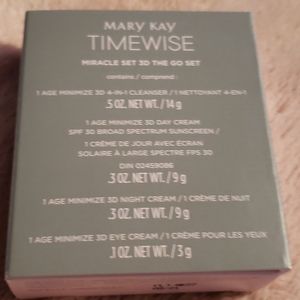 MARY KAY
TIMEWISE
MIRACLE SET 3D THE GO SET
contains / comprend :
1 AGE MINIMIZE 3D 4-IN-1 CLEANSER / 1 NETTOYANT 4-EN-1
.5 OZ. NET WT. / 14 g
1 AGE MINIMIZE 3D DAY CREAM
SPF 30 BROAD SPECTRUM SUNSCREEN /
1 CRÈME DE JOUR AVEC ÉCRAN
SOLAIRE À LARGE SPECTRE FPS 30
DIN 02459086
.3 OZ. NET WT. / 9 g
1 AGE MINIMIZE 3D NIGHT CREAM / 1 CRÈME DE NUIT
.3 OZ. NET WT. / 9 g
1 AGE MINIMIZE 3D EYE CREAM / 1 CRÈME POUR LES YEUX
.1 OZ. NET WT. / 3 g